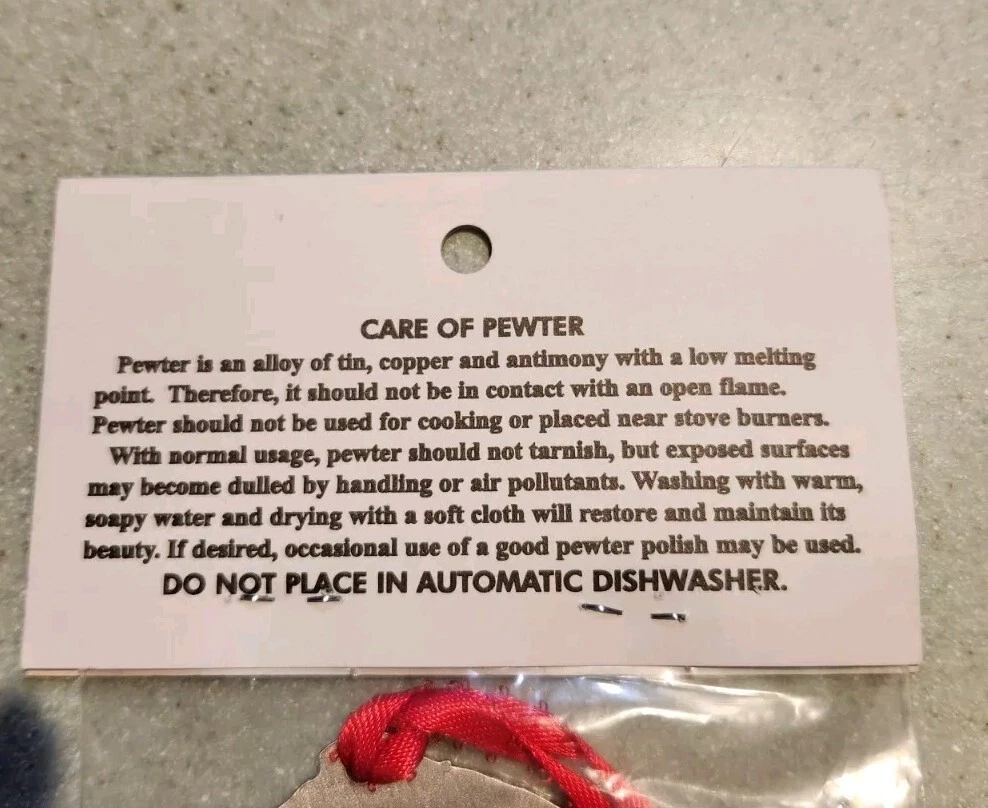 CARE OF PEWTER
Pewter is an alloy of tin, copper and antimony with a low melting
point. Therefore, it should not be in contact with an open flame.
Pewter should not be used for cooking or placed near stove burners.
With normal usage, pewter should not tarnish, but exposed surfaces
may become dulled by handling or air pollutants. Washing with warm,
soapy water and drying with a soft cloth will restore and maintain its
beauty. If desired, occasional use of a good pewter polish may be used.
DO NOT PLACE IN AUTOMATIC DISHWASHER.